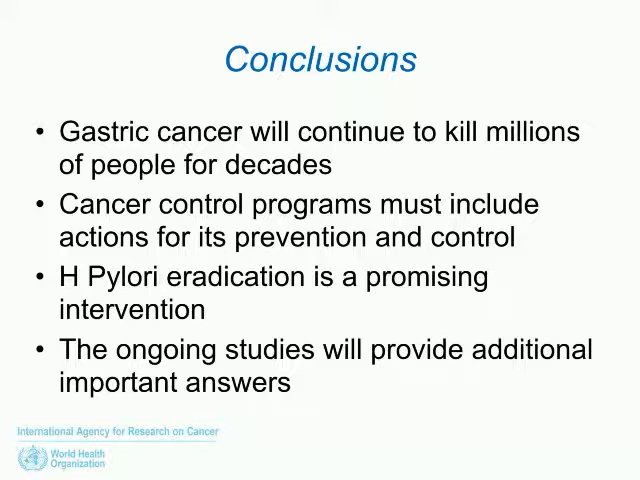 Conclusions
• Gastric cancer will continue to kill millions
of people for decades
• Cancer control programs must include
actions for its prevention and control
• H Pylori eradication is a promising
intervention
• The ongoing studies will provide additional
important answers
International Agency for Research on Cancer
World Health
Organization